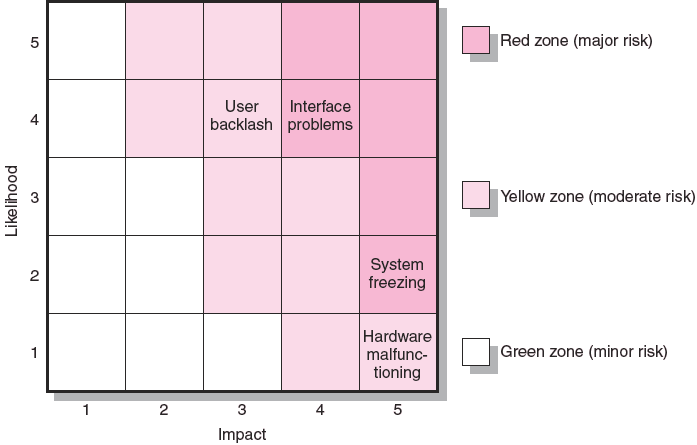 5
Red zone (major risk)
User
backlash
Interface
problems
4
Likelihood
3
Yellow zone (moderate risk)
2
System
freezing
1
Hardware
malfunc-
tioning
Green zone (minor risk)
1 2 3 4 5
Impact